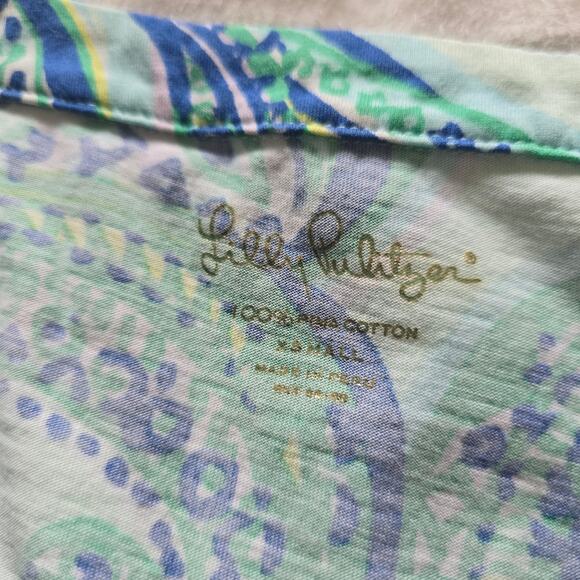 Lilly Pulitzer®
100% PIMA COTTON
X-SMALL
MADE IN PERU